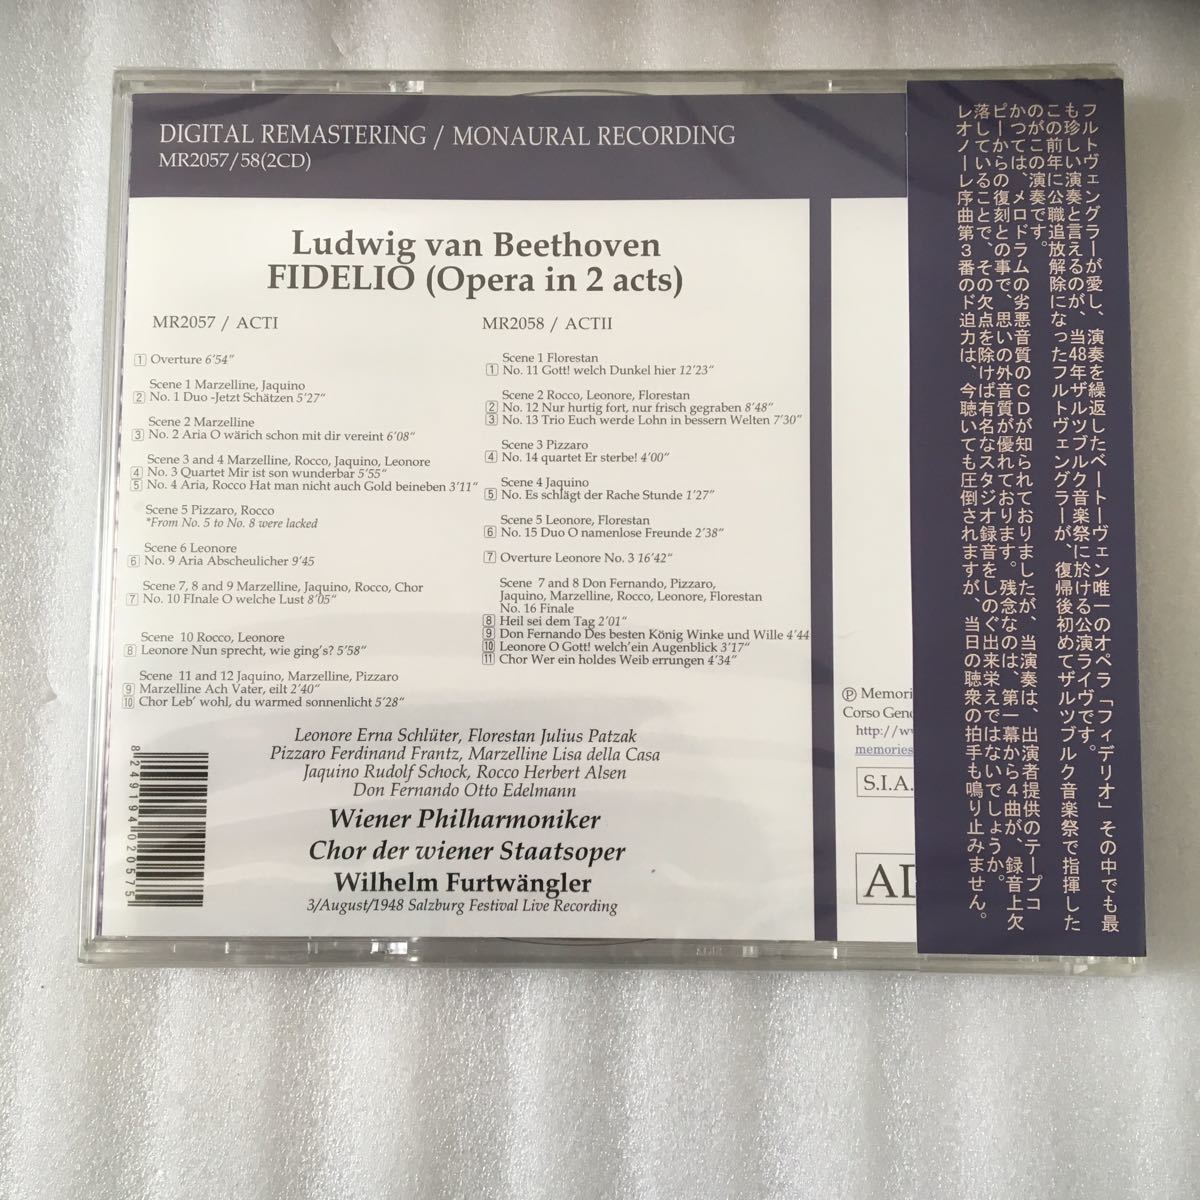 DIGITAL REMASTERING / MONAURAL RECORDING
MR2057/58(2CD)
Ludwig van Beethoven
FIDELIO (Opera in 2 acts)
MR2057 / ACTI
1 Overture 6'54"
Scene 1 Marzelline, Jaquino
2 No. 1 Duo -Jetzt Schätzen 5'27"
Scene 2 Marzelline
3 No. 2 Aria O wärich schon mit dir vereint 6'08"
Scene 3 and 4 Marzelline, Rocco, Jaquino, Leonore
4 No. 3 Quartet Mir ist son wunderbar 5'55"
5 No. 4 Aria, Rocco Hat man nicht auch Gold beineben 3'11"
Scene 5 Pizzaro, Rocco
*From No. 5 to No. 8 were lacked
Scene 6 Leonore
6 No. 9 Aria Abscheulicher 9'45
Scene 7, 8 and 9 Marzelline, Jaquino, Rocco, Chor
7 No. 10 FInale O welche Lust 8'05"
Scene 10 Rocco, Leonore
8 Leonore Nun sprecht, wie ging's? 5'58"
Scene 11 and 12 Jaquino, Marzelline, Pizzaro
9 Marzelline Ach Vater, eilt 2'40"
10 Chor Leb' wohl, du warmed sonnenlicht 5'28"
MR2058 / ACTII
Scene 1 Florestan
1 No. 11 Gott! welch Dunkel hier 12'23"
Scene 2 Rocco, Leonore, Florestan
2 No. 12 Nur hurtig fort, nur frisch gegraben 8'48"
3 No. 13 Trio Euch werde Lohn in bessern Welten 7'30"
Scene 3 Pizzaro
4 No. 14 quartet Er sterbe! 4'00"
Scene 4 Jaquino
5 No. Es schlägt der Rache Stunde 1'27"
Scene 5 Leonore, Florestan
6 No. 15 Duo O namenlose Freunde 2'38"
7 Overture Leonore No. 3 16'42"
Scene 7 and 8 Don Fernando, Pizzaro,
Jaquino, Marzelline, Rocco, Leonore, Florestan
No. 16 Finale
8 Heil sei dem Tag 2'01"
9 Don Fernando Des besten König Winke und Wille 4'44
10 Leonore O Gott! welch'ein Augenblick 3'17"
11 Chor Wer ein holdes Weib errungen 4'34"
Leonore Erna Schlüter, Florestan Julius Patzak
Pizzaro Ferdinand Frantz, Marzelline Lisa della Casa
Jaquino Rudolf Schock, Rocco Herbert Alsen
Don Fernando Otto Edelmann
Wiener Philharmoniker
Chor der wiener Staatsoper
Wilhelm Furtwängler
3/August/1948 Salzburg Festival Live Recording
8 24919 40205 7 5
℗ Memori
Corso Geno
http://w
memories
S.I.A.
AD
フルトヴェングラーが愛し、演奏を繰返したベートーヴェン唯一のオペラ「フィデリオ」その中でも最
も珍しい演奏と言えるのが、当48年ザルツブルク音楽祭に於ける公演ライヴです。
この前年に公職追放解除になったフルトヴェングラーが、復帰後初めてザルツブルク音楽祭で指揮した
のがこの演奏です。
かつては、メロドラムの劣悪音質のCDが知られておりましたが、当演奏は、出演者提供のテープコ
ピーからの復刻との事で、思いの外音質が優れております。残念なのは、第一幕から4曲が、録音上欠
落していることで、その欠点を除けば有名なスタジオ録音をしのぐ出来栄えではないでしょうか。
レオノーレ序曲第3番のド迫力は、今聴いても圧倒されますが、当日の聴衆の拍手も鳴り止みません。